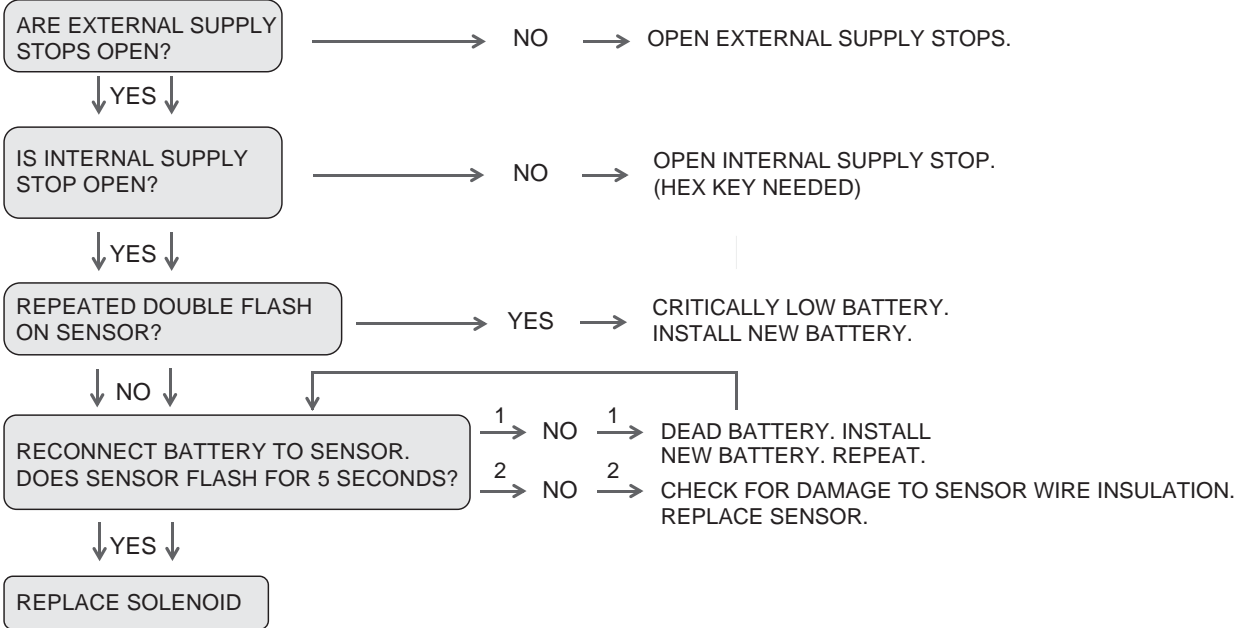 ARE EXTERNAL SUPPLY
STOPS OPEN?
NO
OPEN EXTERNAL SUPPLY STOPS.
YES
IS INTERNAL SUPPLY
STOP OPEN?
NO
OPEN INTERNAL SUPPLY STOP.
(HEX KEY NEEDED)
YES
REPEATED DOUBLE FLASH
ON SENSOR?
YES
CRITICALLY LOW BATTERY.
INSTALL NEW BATTERY.
NO
RECONNECT BATTERY TO SENSOR.
DOES SENSOR FLASH FOR 5 SECONDS?
1
NO
1
DEAD BATTERY. INSTALL
NEW BATTERY. REPEAT.
2
NO
2
CHECK FOR DAMAGE TO SENSOR WIRE INSULATION.
REPLACE SENSOR.
YES
REPLACE SOLENOID